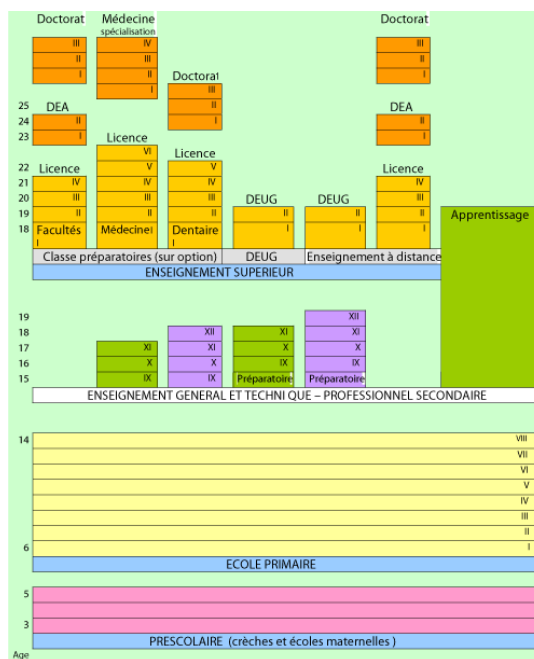 Doctorat Médecine Doctorat
spécialisation
III IV III
II III II
I II Doctorat I
I III
25 DEA II DEA
24 II I II
23 I Licence I
VI Licence
22 Licence V V Licence
21 IV IV IV IV
20 III III III DEUG DEUG III
19 II II II II II II Apprentissage
18 Facultés Médecine I Dentaire I I I
I I
Classe préparatoires (sur option) DEUG Enseignement à distance
ENSEIGNEMENT SUPERIEUR
19 XII
18 XII XI XI
17 XI XI X X
16 X X IX IX
15 IX IX Préparatoire Préparatoire
ENSEIGNEMENT GENERAL ET TECHNIQUE – PROFESSIONNEL SECONDAIRE
14 VIII
VII
VI
V
IV
III
II
6 I
ECOLE PRIMAIRE
5
3
PRESCOLAIRE (crèches et écoles maternelles )
Age